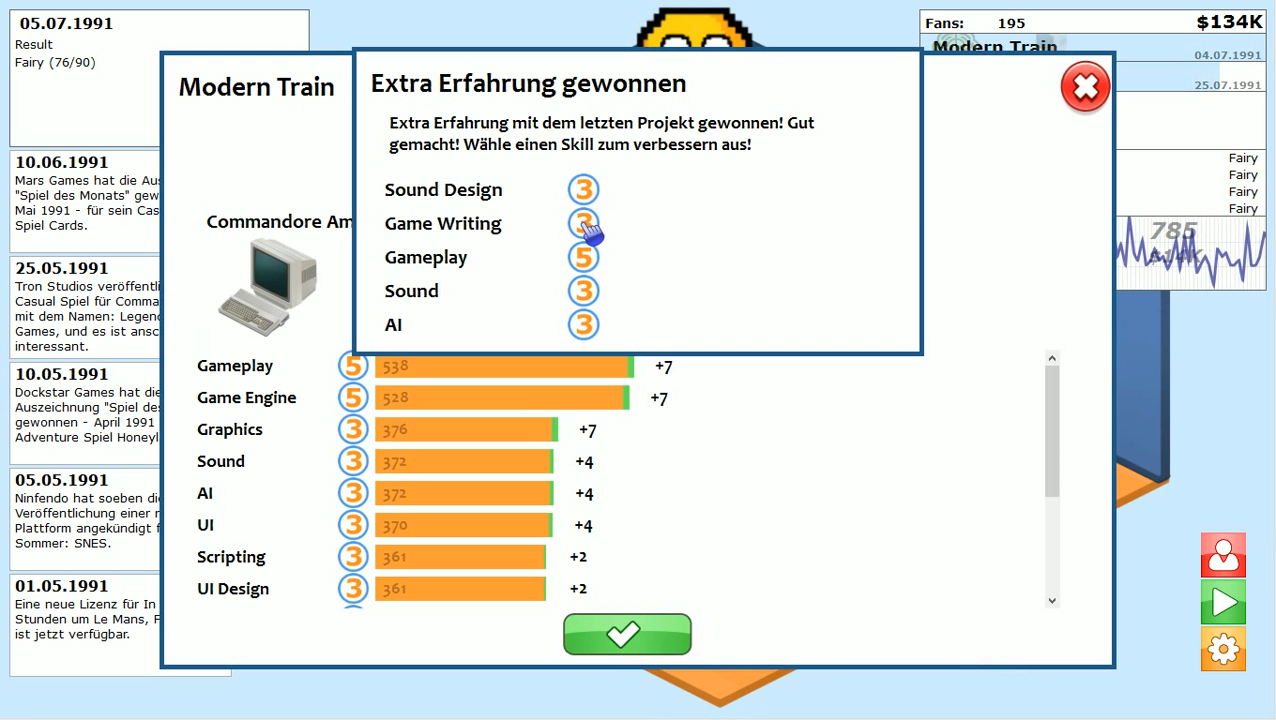 05.07.1991
Result
Fairy (76/90)
10.06.1991
Mars Games hat die Aus
"Spiel des Monats" gew
Mai 1991 - für sein Cas
Spiel Cards.
25.05.1991
Tron Studios veröffentli
Casual Spiel für Comma
mit dem Namen: Legend
Games, und es ist ansc
interessant.
10.05.1991
Dockstar Games hat die
Auszeichnung "Spiel des
gewonnen - April 1991
Adventure Spiel Honeyl
05.05.1991
Ninfendo hat soeben die
Veröffentlichung einer n
Plattform angekündigt f
Sommer: SNES.
01.05.1991
Eine neue Lizenz für In
Stunden um Le Mans, F
ist jetzt verfügbar.
Modern Train
Commandore Am
Extra Erfahrung gewonnen
Extra Erfahrung mit dem letzten Projekt gewonnen! Gut
gemacht! Wähle einen Skill zum verbessern aus!
Sound Design 3
Game Writing 3
Gameplay 5
Sound 3
AI 3
Gameplay 5 538 +7
Game Engine 5 528 +7
Graphics 3 376 +7
Sound 3 372 +4
AI 3 372 +4
UI 3 370 +4
Scripting 3 361 +2
UI Design 3 361 +2
Fans: 195 $134K
Modern Train
04.07.1991
25.07.1991
Fairy
Fairy
Fairy
Fairy
785
$14K